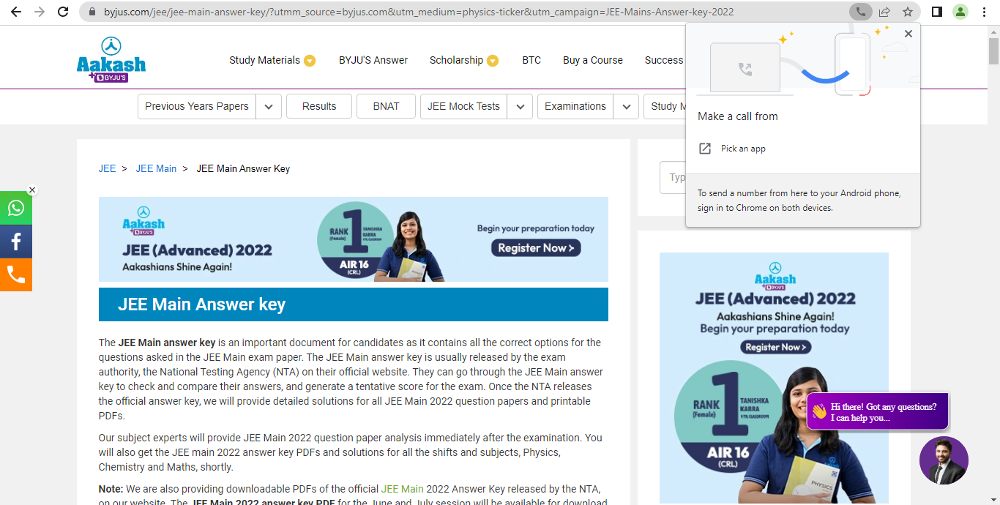 byjus.com/jee/jee-main-answer-key/?utmm_source=byjus.com&utm_medium=physics-ticker&utm_campaign=JEE-Mains-Answer-key-2022
Aakash
+ BYJU'S
Study Materials
BYJU'S Answer
Scholarship
BTC
Buy a Course
Success
Previous Years Papers
Results
BNAT
JEE Mock Tests
Examinations
Study M
Make a call from
Pick an app
To send a number from here to your Android phone,
sign in to Chrome on both devices.
JEE > JEE Main > JEE Main Answer Key
Typ
Aakash
+ BYJU'S
JEE (Advanced) 2022
Aakashians Shine Again!
RANK
(Female)
1
TANISHKA
KABRA
4 YR. CLASSROOM
AIR 16
(CRL)
Begin your preparation today
Register Now >
JEE Main Answer key
The JEE Main answer key is an important document for candidates as it contains all the correct options for the
questions asked in the JEE Main exam paper. The JEE Main answer key is usually released by the exam
authority, the National Testing Agency (NTA) on their official website. They can go through the JEE Main answer
key to check and compare their answers, and generate a tentative score for the exam. Once the NTA releases
the official answer key, we will provide detailed solutions for all JEE Main 2022 question papers and printable
PDFs.
Our subject experts will provide JEE Main 2022 question paper analysis immediately after the examination. You
will also get the JEE main 2022 answer key PDFs and solutions for all the shifts and subjects, Physics,
Chemistry and Maths, shortly.
Note: We are also providing downloadable PDFs of the official JEE Main 2022 Answer Key released by the NTA,
on our website. The JEE Main 2022 answer key PDF for the June and July session will be available for download
Aakash
+ BYJU'S
JEE (Advanced) 2022
Aakashians Shine Again!
Begin your preparation today
Register Now >
RANK
(Female)
1
TANISHKA
KABRA
4 YR. CLASSROOM
AIR 16
(CRL)
PHYSICS
Hi there! Got any questions?
I can help you...